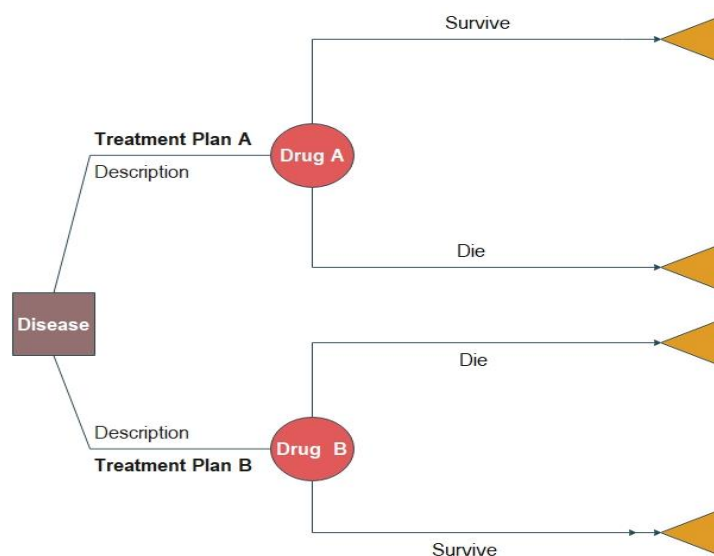 Survive
Treatment Plan A
Description
Drug A
Die
Disease
Die
Description
Treatment Plan B
Drug B
Survive